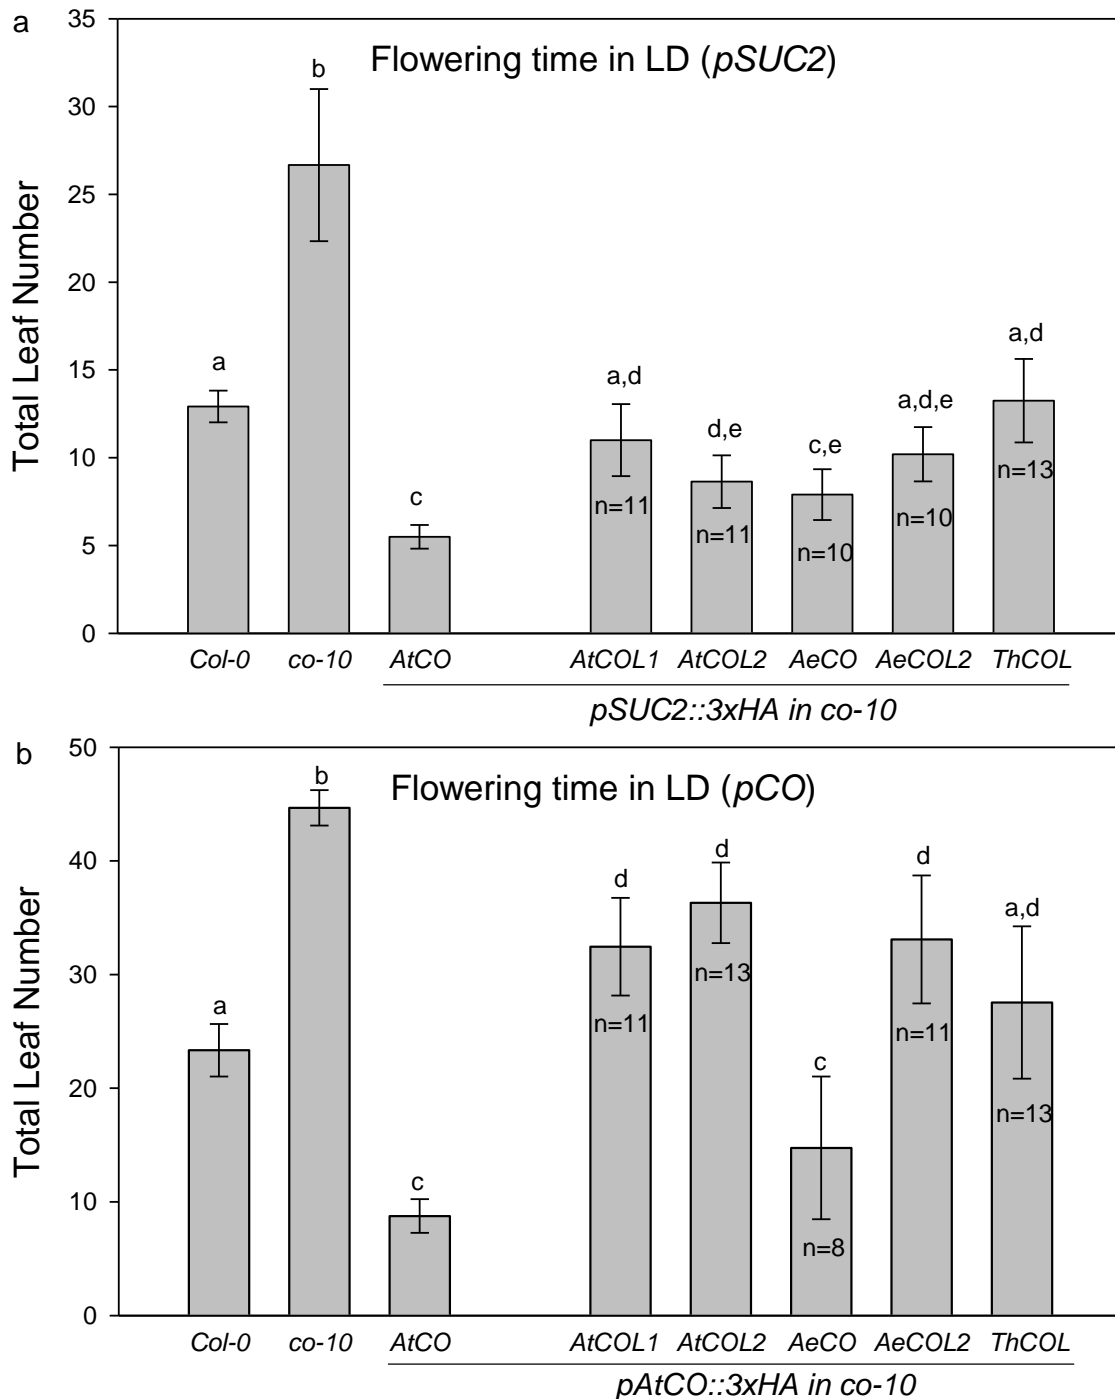 a
Flowering time in LD (pSUC2)
Total Leaf Number
35
30
25
20
15
10
5
0
a
b
c
a,d
d,e
c,e
a,d,e
a,d
n=11
n=11
n=10
n=10
n=13
Col-0 co-10 AtCO AtCOL1 AtCOL2 AeCO AeCOL2 ThCOL
pSUC2::3xHA in co-10
b
Flowering time in LD (pCO)
Total Leaf Number
50
40
30
20
10
0
a
b
c
d
d
c
d
a,d
n=11
n=13
n=8
n=11
n=13
Col-0 co-10 AtCO AtCOL1 AtCOL2 AeCO AeCOL2 ThCOL
pAtCO::3xHA in co-10